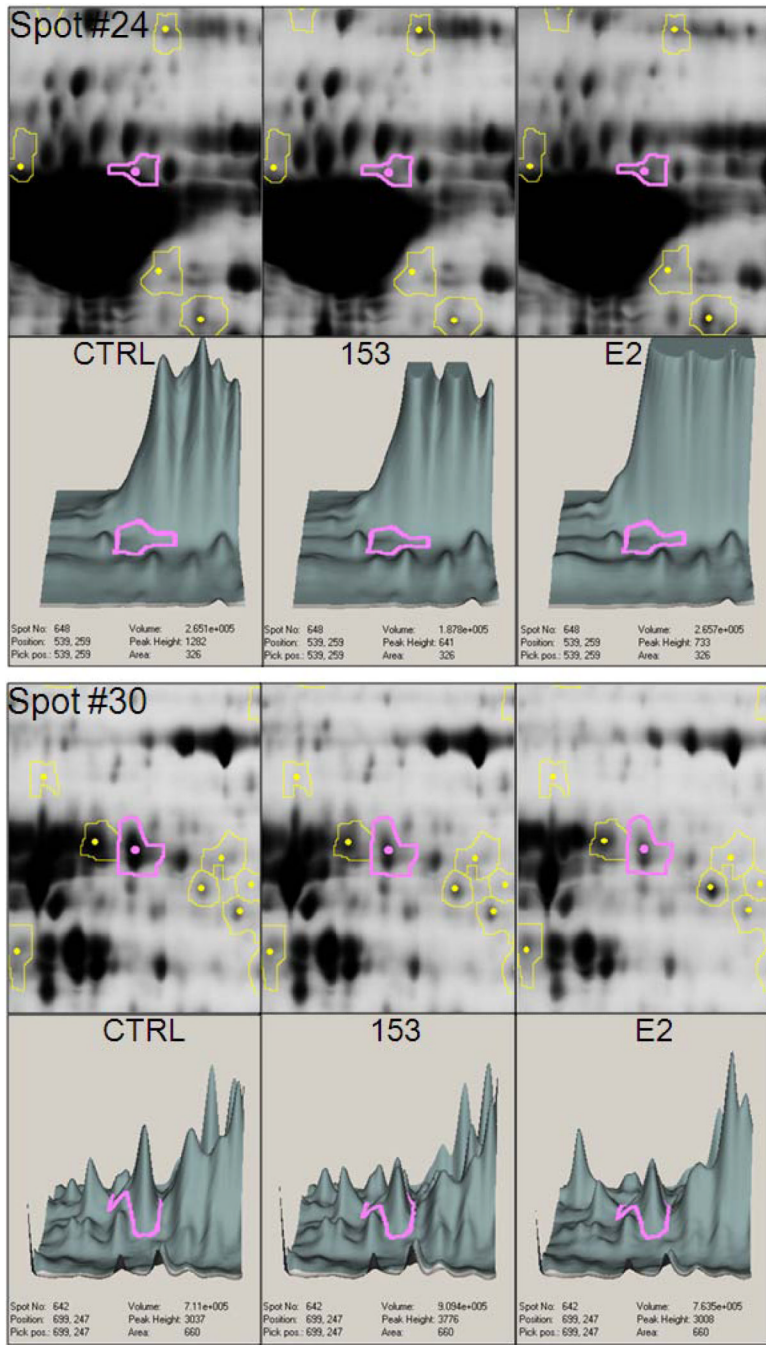 Spot #24
CTRL 153 E2
Spot No: 648 Volume: 2.651e+005
Position: 539, 259 Peak Height: 1282
Pick pos.: 539, 259 Area: 326
Spot No: 648 Volume: 1.878e+005
Position: 539, 259 Peak Height: 641
Pick pos.: 539, 259 Area: 326
Spot No: 648 Volume: 2.657e+005
Position: 539, 259 Peak Height: 733
Pick pos.: 539, 259 Area: 326
Spot #30
CTRL 153 E2
Spot No: 642 Volume: 7.11e+005
Position: 699, 247 Peak Height: 3037
Pick pos.: 699, 247 Area: 660
Spot No: 642 Volume: 9.094e+005
Position: 699, 247 Peak Height: 3776
Pick pos.: 699, 247 Area: 660
Spot No: 642 Volume: 7.635e+005
Position: 699, 247 Peak Height: 3008
Pick pos.: 699, 247 Area: 660